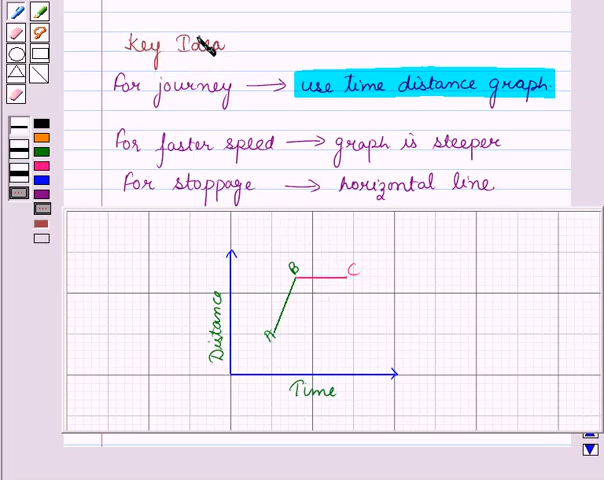 Key Idea
For journey → use time distance graph.
For faster speed → graph is steeper
For stoppage → horizontal line
B C
Distance
A
Time